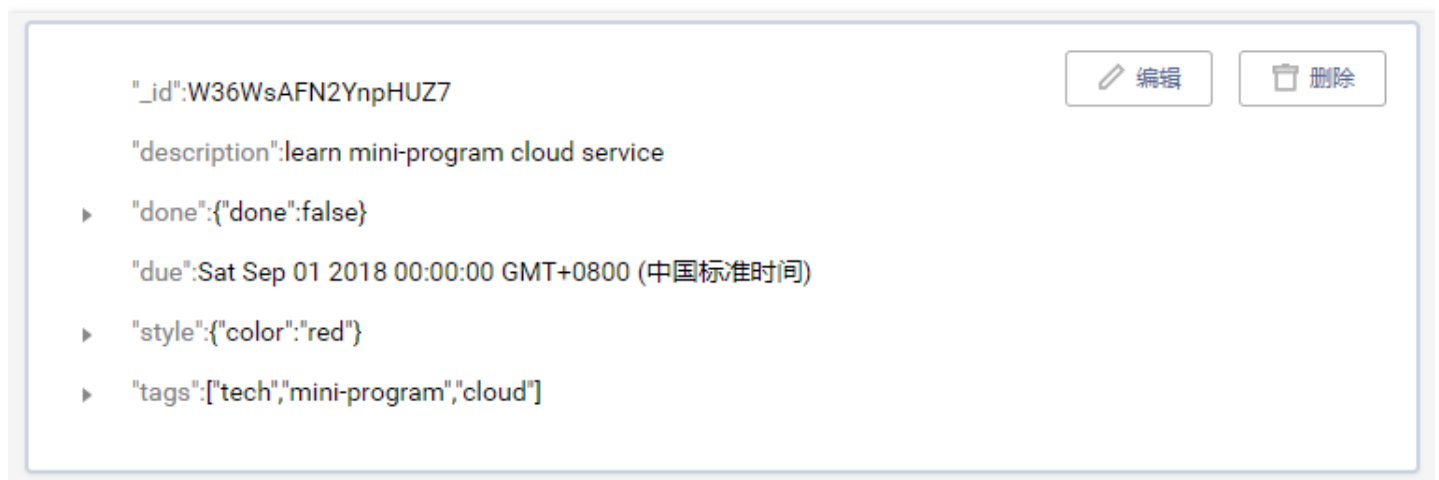 编辑 删除
"_id":W36WsAFN2YnpHUZ7
"description":learn mini-program cloud service
"done":{"done":false}
"due":Sat Sep 01 2018 00:00:00 GMT+0800 (中国标准时间)
"style":{"color":"red"}
"tags":["tech","mini-program","cloud"]